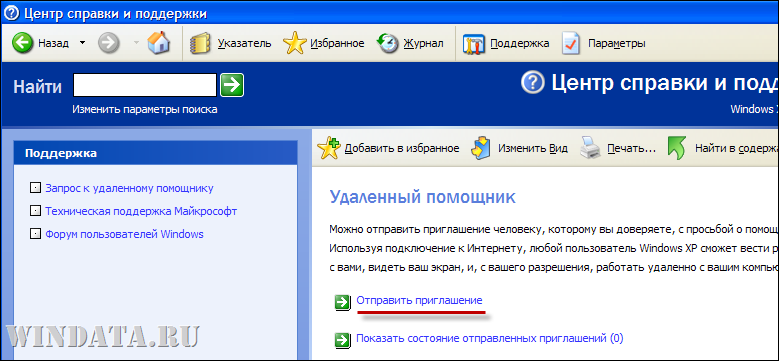 Центр справки и поддержки
Назад Указатель Избранное Журнал Поддержка Параметры
Найти
Центр справки и под
Изменить параметры поиска
Windows X
Поддержка
Добавить в избранное Изменить Вид Печать... Найти в содерж
Запрос к удаленному помощнику
Техническая поддержка Майкрософт
Форум пользователей Windows
Удаленный помощник
Можно отправить приглашение человеку, которому вы доверяете, с просьбой о помощ
Используя подключение к Интернету, любой пользователь Windows XP сможет вести р
с вами, видеть ваш экран, и, с вашего разрешения, работать удаленно с вашим компью
Отправить приглашение
Показать состояние отправленных приглашений (0)
WINDATA.RU